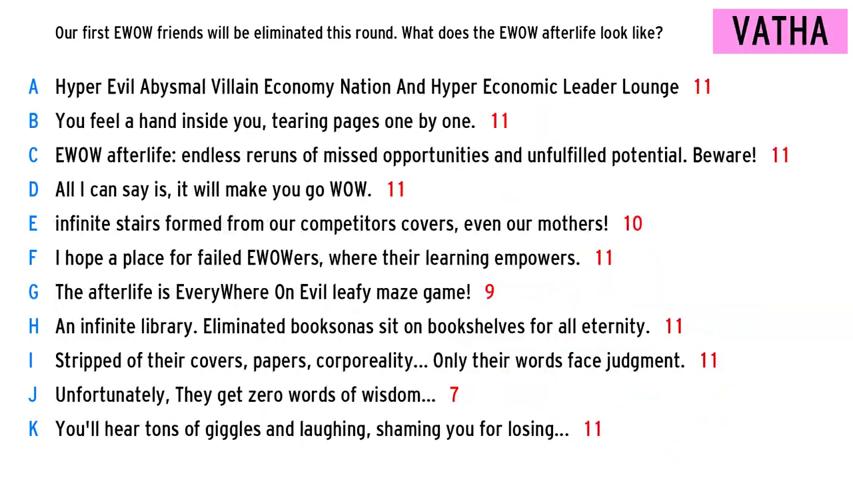 Our first EWOW friends will be eliminated this round. What does the EWOW afterlife look like?
VATHA
A Hyper Evil Abysmal Villain Economy Nation And Hyper Economic Leader Lounge 11
B You feel a hand inside you, tearing pages one by one. 11
C EWOW afterlife: endless reruns of missed opportunities and unfulfilled potential. Beware! 11
D All I can say is, it will make you go WOW. 11
E infinite stairs formed from our competitors covers, even our mothers! 10
F I hope a place for failed EWOWers, where their learning empowers. 11
G The afterlife is EveryWhere On Evil leafy maze game! 9
H An infinite library. Eliminated booksonas sit on bookshelves for all eternity. 11
I Stripped of their covers, papers, corporeality... Only their words face judgment. 11
J Unfortunately, They get zero words of wisdom... 7
K You'll hear tons of giggles and laughing, shaming you for losing... 11